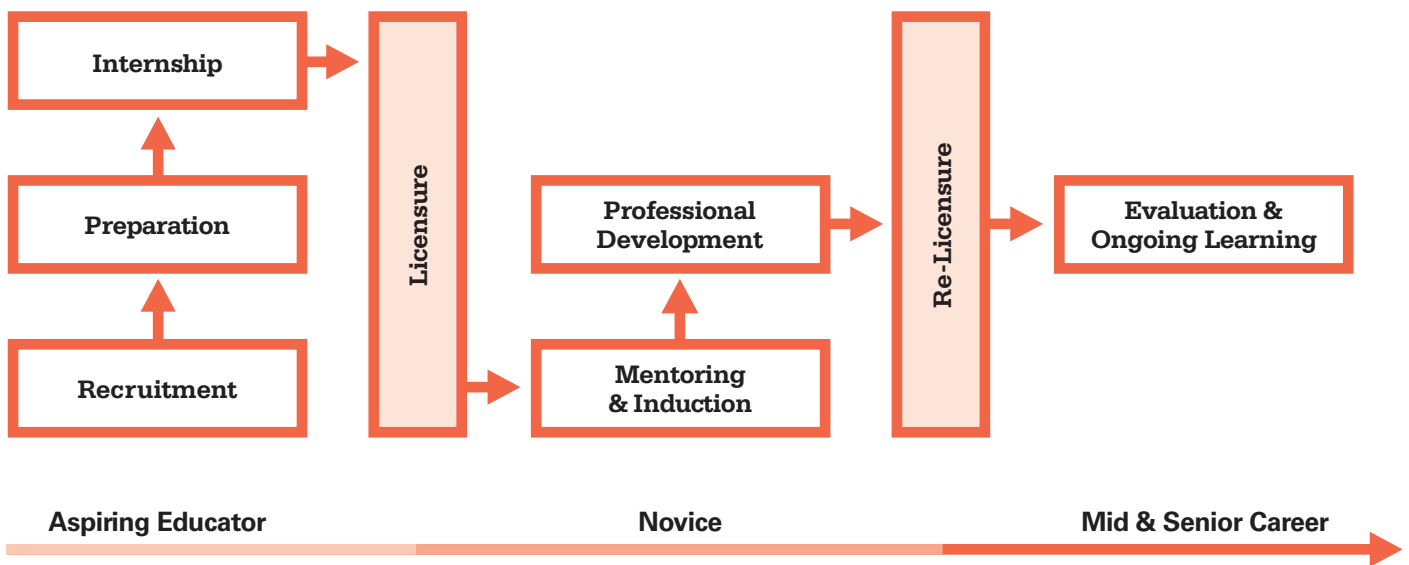 Internship
Preparation
Recruitment
Licensure
Professional
Development
Mentoring
& Induction
Re-Licensure
Evaluation &
Ongoing Learning
Aspiring Educator
Novice
Mid & Senior Career